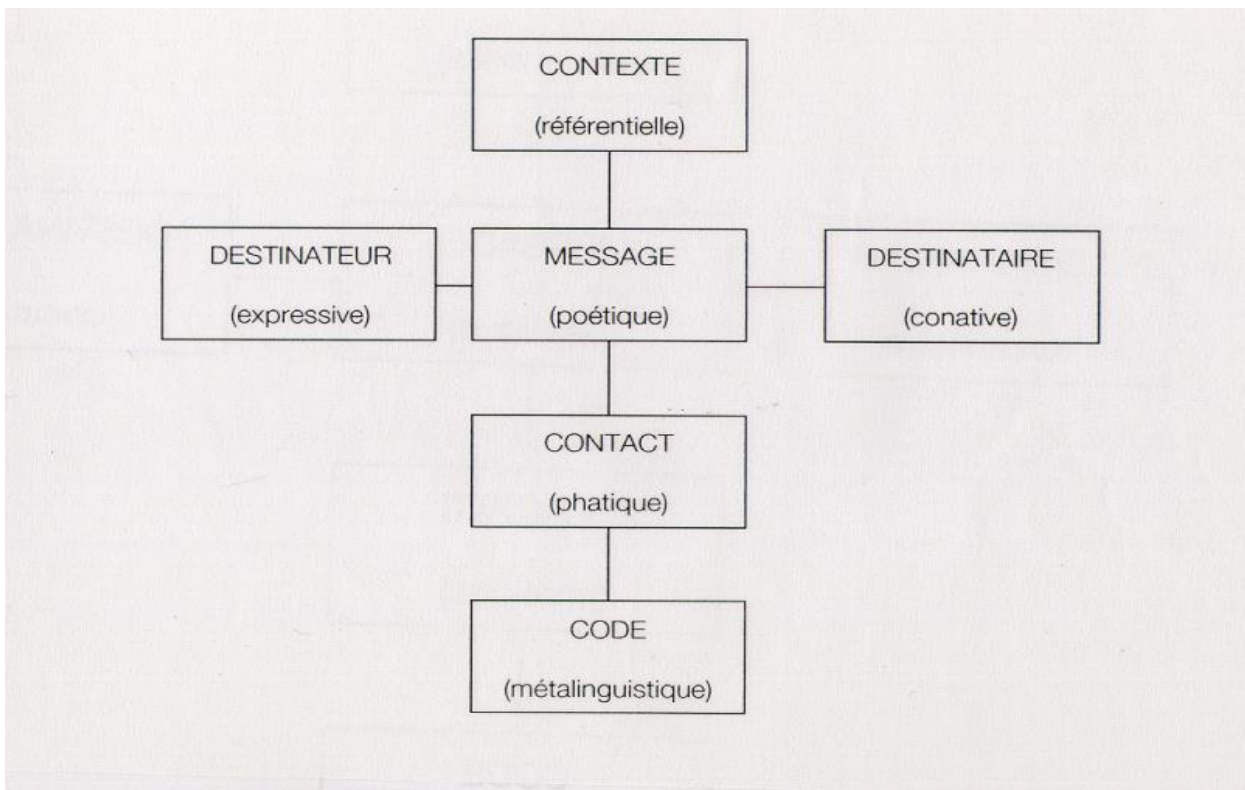 CONTEXTE
(référentielle)
DESTINATEUR
(expressive)
MESSAGE
(poétique)
DESTINATAIRE
(conative)
CONTACT
(phatique)
CODE
(métalinguistique)